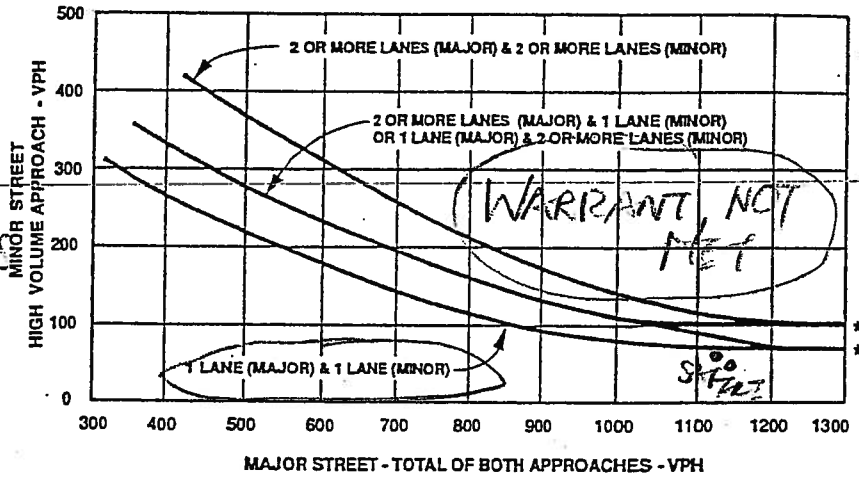 500
2 OR MORE LANES (MAJOR) & 2 OR MORE LANES (MINOR)
400
2 OR MORE LANES (MAJOR) & 1 LANE (MINOR)
OR 1 LANE (MAJOR) & 2 OR MORE LANES (MINOR)
MINOR STREET
HIGH VOLUME APPROACH - VPH
300
WARRANT NOT
MET
200
100
*
*
1 LANE (MAJOR) & 1 LANE (MINOR)
0
300 400 500 600 700 800 900 1000 1100 1200 1300
MAJOR STREET - TOTAL OF BOTH APPROACHES - VPH